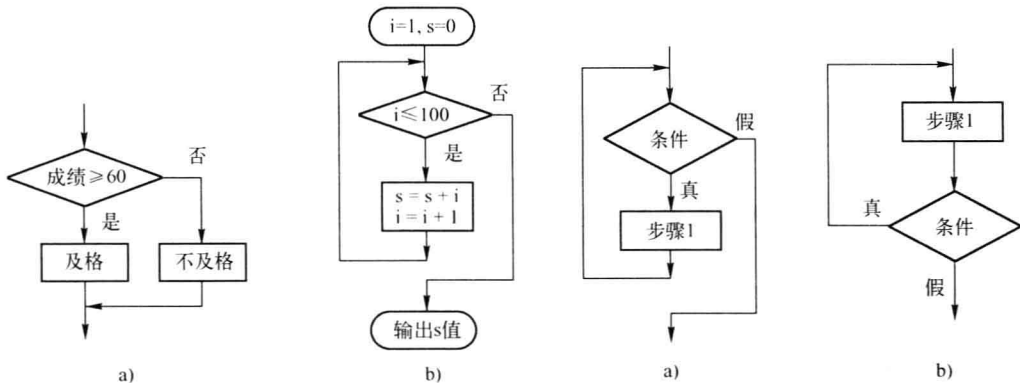 成绩≥60
是
否
及格
不及格
a)
i=1, s=0
i≤100
否
是
s = s + i
i = i + 1
输出s值
b)
条件
假
真
步骤1
a)
步骤1
真
条件
假
b)